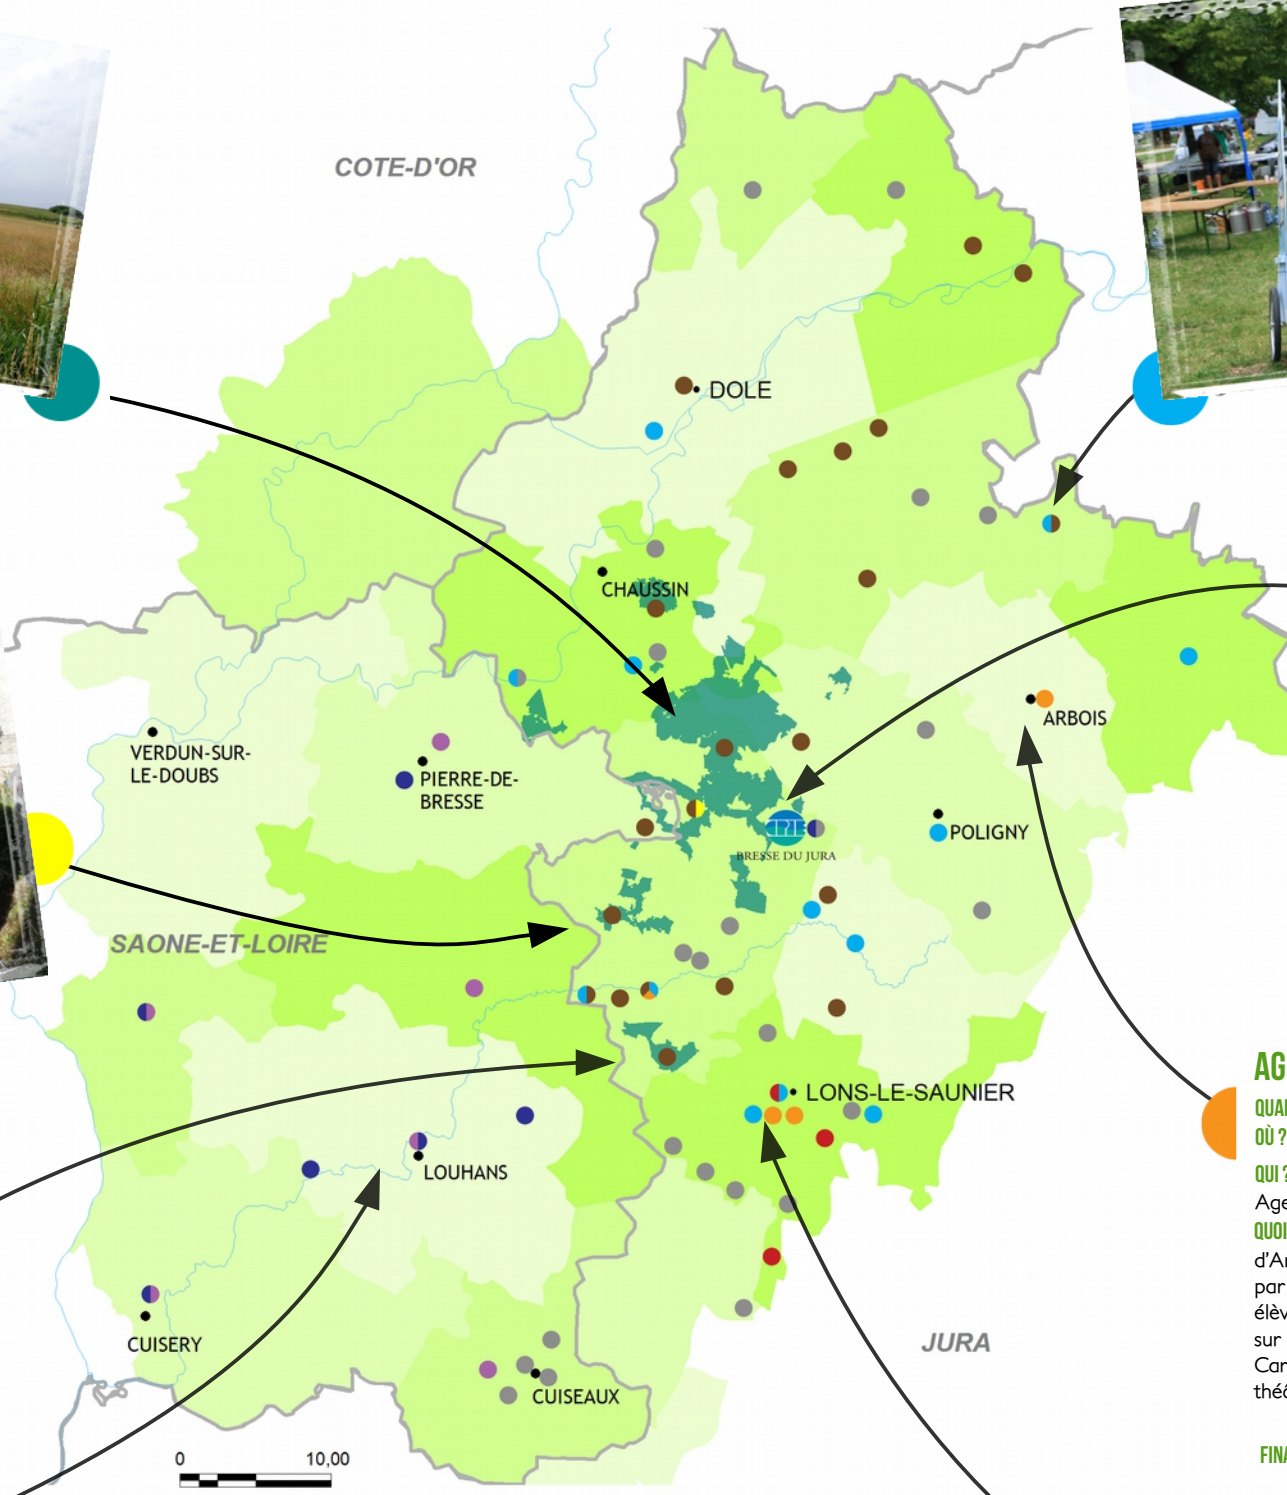 COTE-D'OR
DOLE
CHAUSSIN
ARBOIS
VERDUN-SUR-
LE-DOUBS
PIERRE-DE-
BRESSE
POLIGNY
CPIE
BRESSE DU JURA
SAONE-ET-LOIRE
LONS-LE-SAUNIER
LOUHANS
CUISERY
CUISEAUX
JURA
0 10,00
AG
QUA
OÙ ?
QUI ?
Age
QUOI
d'Ar
par
élèv
sur
Car
théâ
FINA